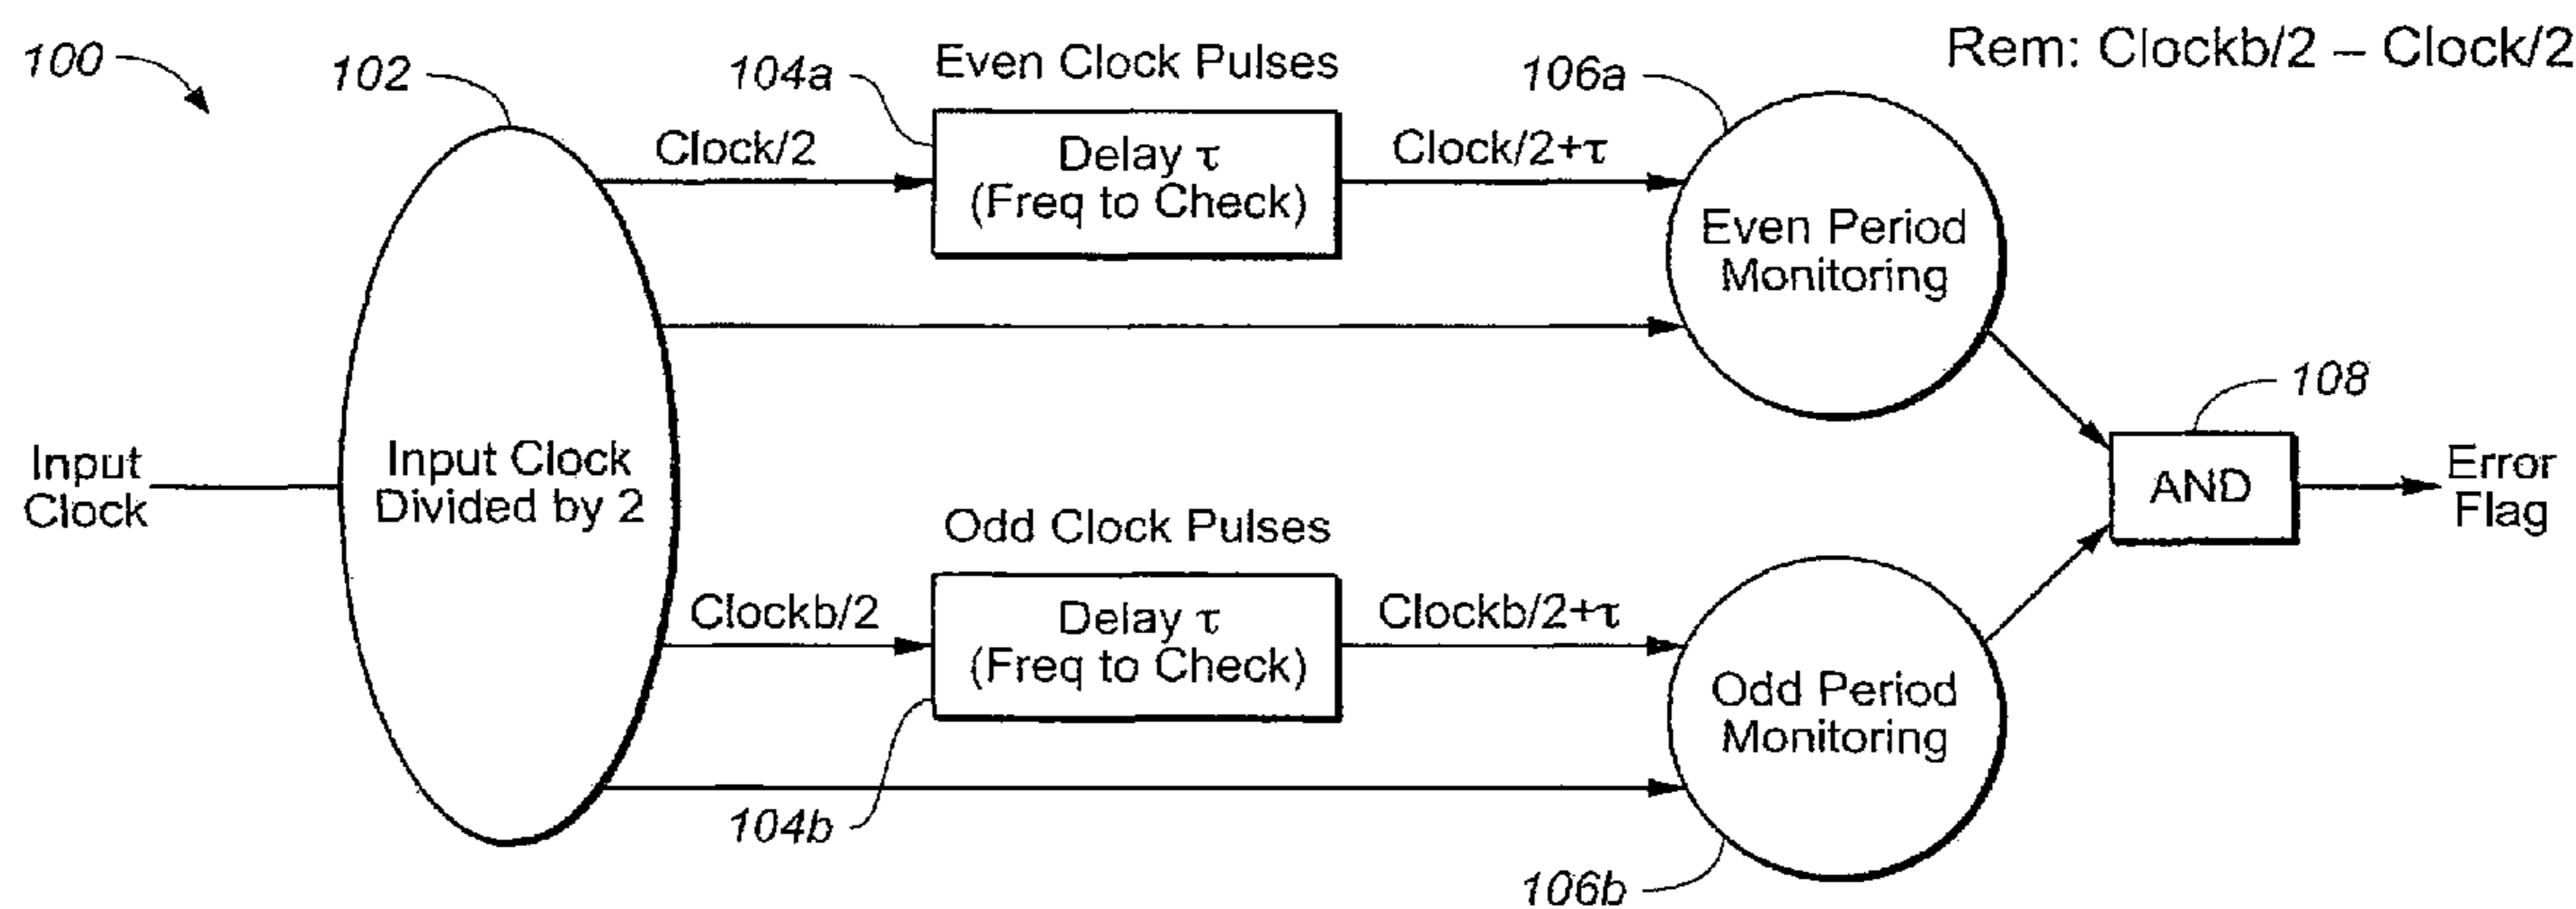 100
102
104a
Even Clock Pulses
106a
Rem: Clockb/2 – Clock/2
Clock/2
Delay τ
(Freq to Check)
Clock/2+τ
Even Period
Monitoring
108
Input
Clock
Input Clock
Divided by 2
AND
Error
Flag
Odd Clock Pulses
Clockb/2
Delay τ
(Freq to Check)
Clockb/2+τ
Odd Period
Monitoring
104b
106b